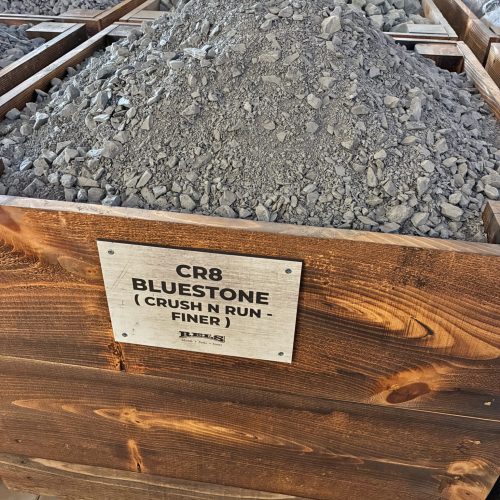 CR8
BLUESTONE
( CRUSH N RUN -
FINER )